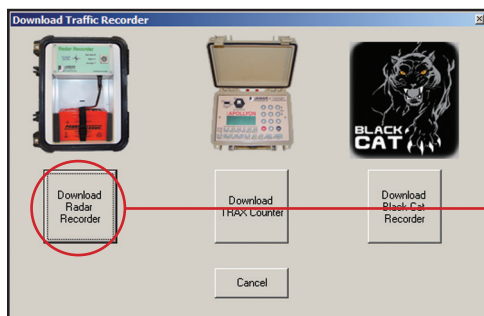 Download Traffic Recorder
Radar Recorder
APOLLYON
BLACK
CAT
Download
Radar
Recorder
Download
TRAX Counter
Download
Black Cat
Recorder
Cancel